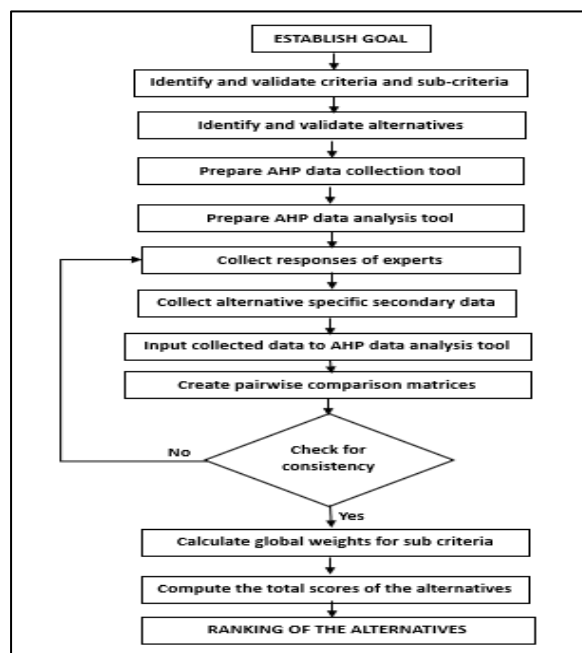 ESTABLISH GOAL
Identify and validate criteria and sub-criteria
Identify and validate alternatives
Prepare AHP data collection tool
Prepare AHP data analysis tool
Collect responses of experts
Collect alternative specific secondary data
Input collected data to AHP data analysis tool
Create pairwise comparison matrices
No
Check for
consistency
Yes
Calculate global weights for sub criteria
Compute the total scores of the alternatives
RANKING OF THE ALTERNATIVES